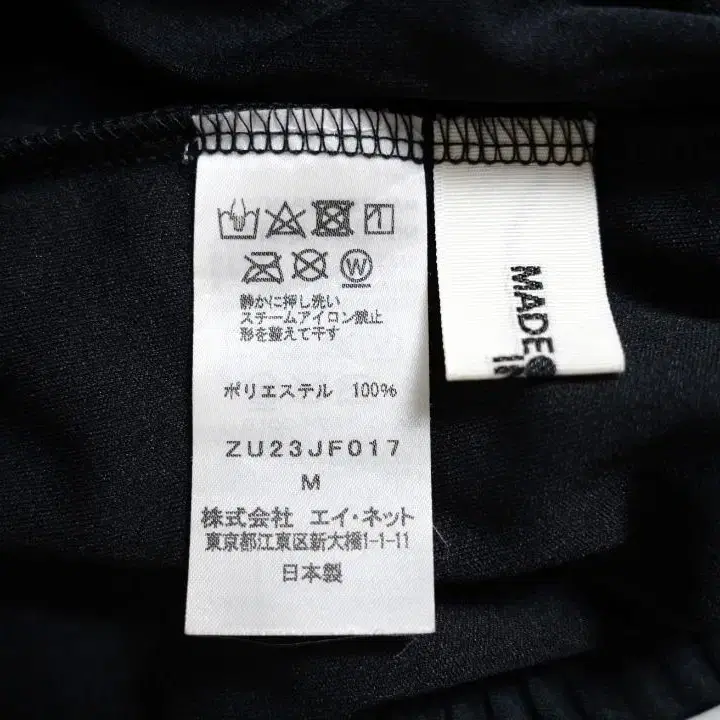 W
静かに押し洗い
スチームアイロン禁止
形を整えて干す
ポリエステル 100%
ZU23JF017
M
株式会社 エイ・ネット
東京都江東区新大橋1-1-11
日本製
MADE
IN